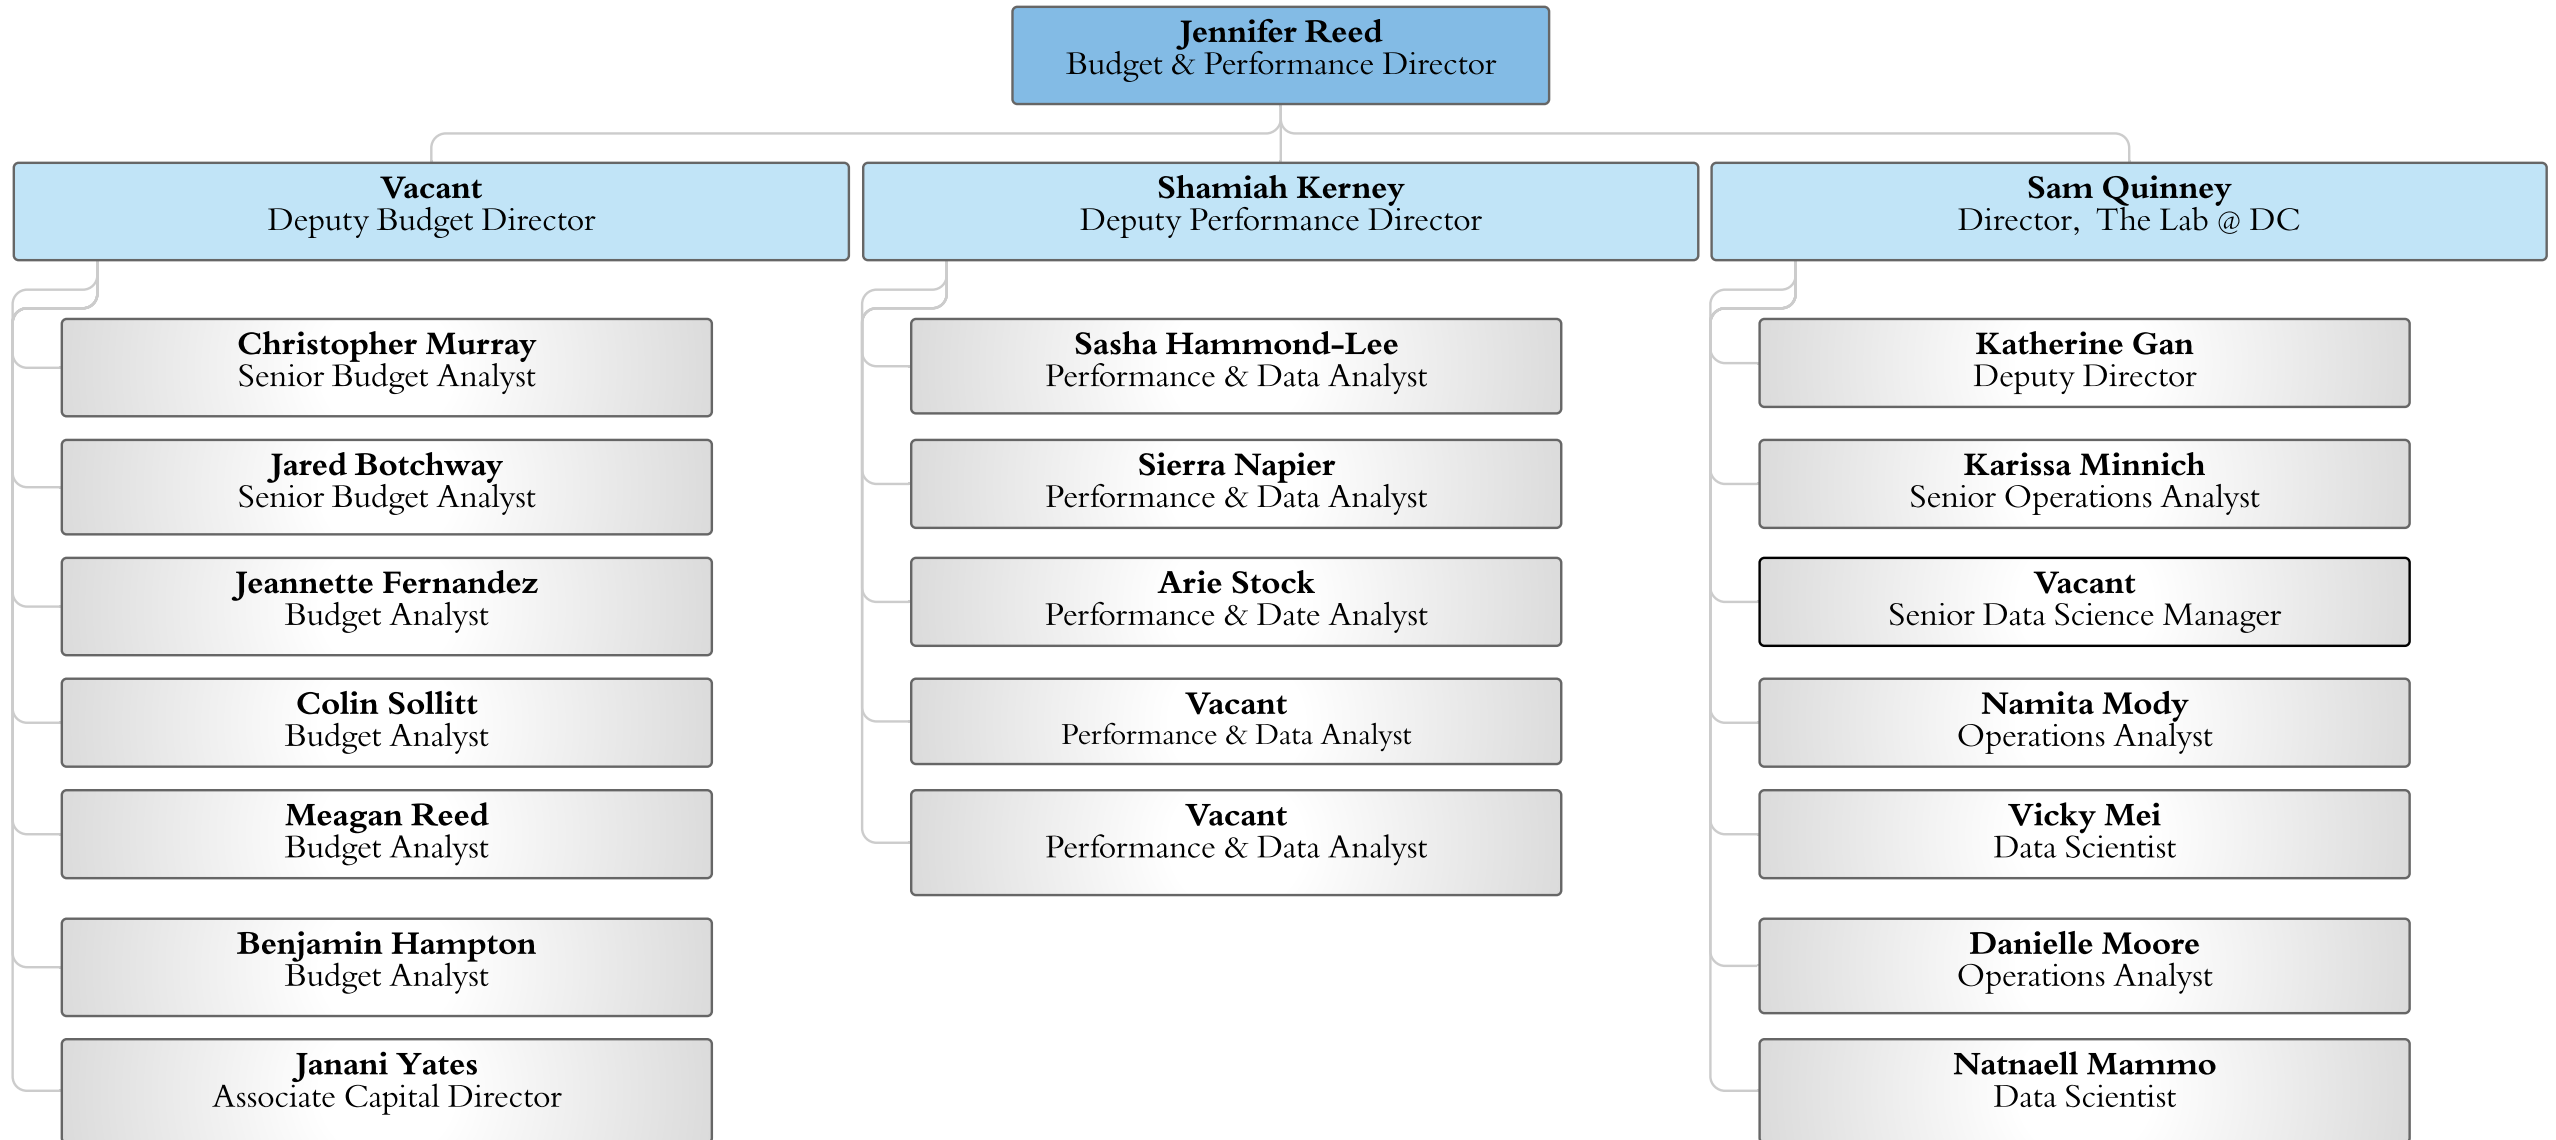 Jennifer Reed
Budget & Performance Director
Vacant
Deputy Budget Director
Shamiah Kerney
Deputy Performance Director
Sam Quinney
Director, The Lab @ DC
Christopher Murray
Senior Budget Analyst
Jared Botchway
Senior Budget Analyst
Jeannette Fernandez
Budget Analyst
Colin Sollitt
Budget Analyst
Meagan Reed
Budget Analyst
Benjamin Hampton
Budget Analyst
Janani Yates
Associate Capital Director
Sasha Hammond-Lee
Performance & Data Analyst
Sierra Napier
Performance & Data Analyst
Arie Stock
Performance & Date Analyst
Vacant
Performance & Data Analyst
Vacant
Performance & Data Analyst
Katherine Gan
Deputy Director
Karissa Minnich
Senior Operations Analyst
Vacant
Senior Data Science Manager
Namita Mody
Operations Analyst
Vicky Mei
Data Scientist
Danielle Moore
Operations Analyst
Natnaell Mammo
Data Scientist